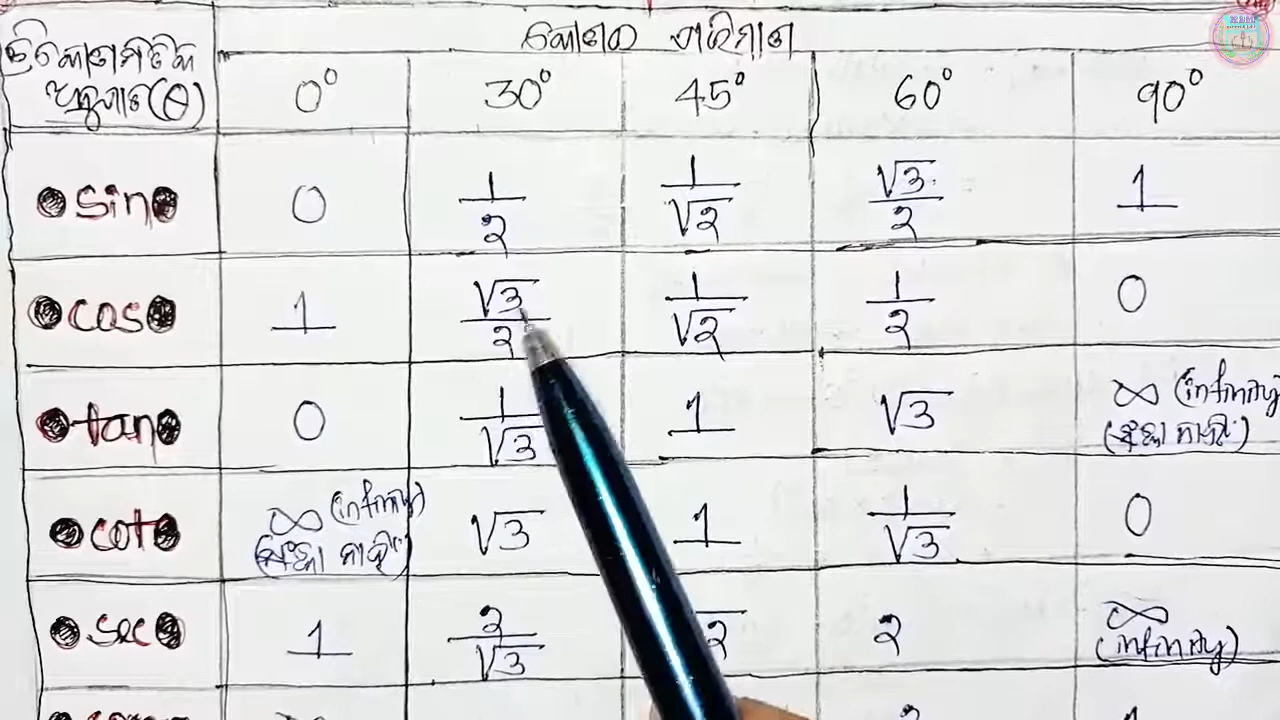 ତ୍ରିକୋଣମିତିକ କୋଣର ପରିମାଣ
ଅନୁପାତ(θ) 0° 30° 45° 60° 90°
sin 0 1/2 1/√2 √3/2 1
cos 1 √3/2 1/√2 1/2 0
tan 0 1/√3 1 √3 ∞ (infinity)
(ସଂଜ୍ଞା ନାହିଁ)
cot ∞ (infinity) √3 1 1/√3 0
(ସଂଜ୍ଞା ନାହିଁ)
sec 1 2/√3 2 ∞
(infinity)